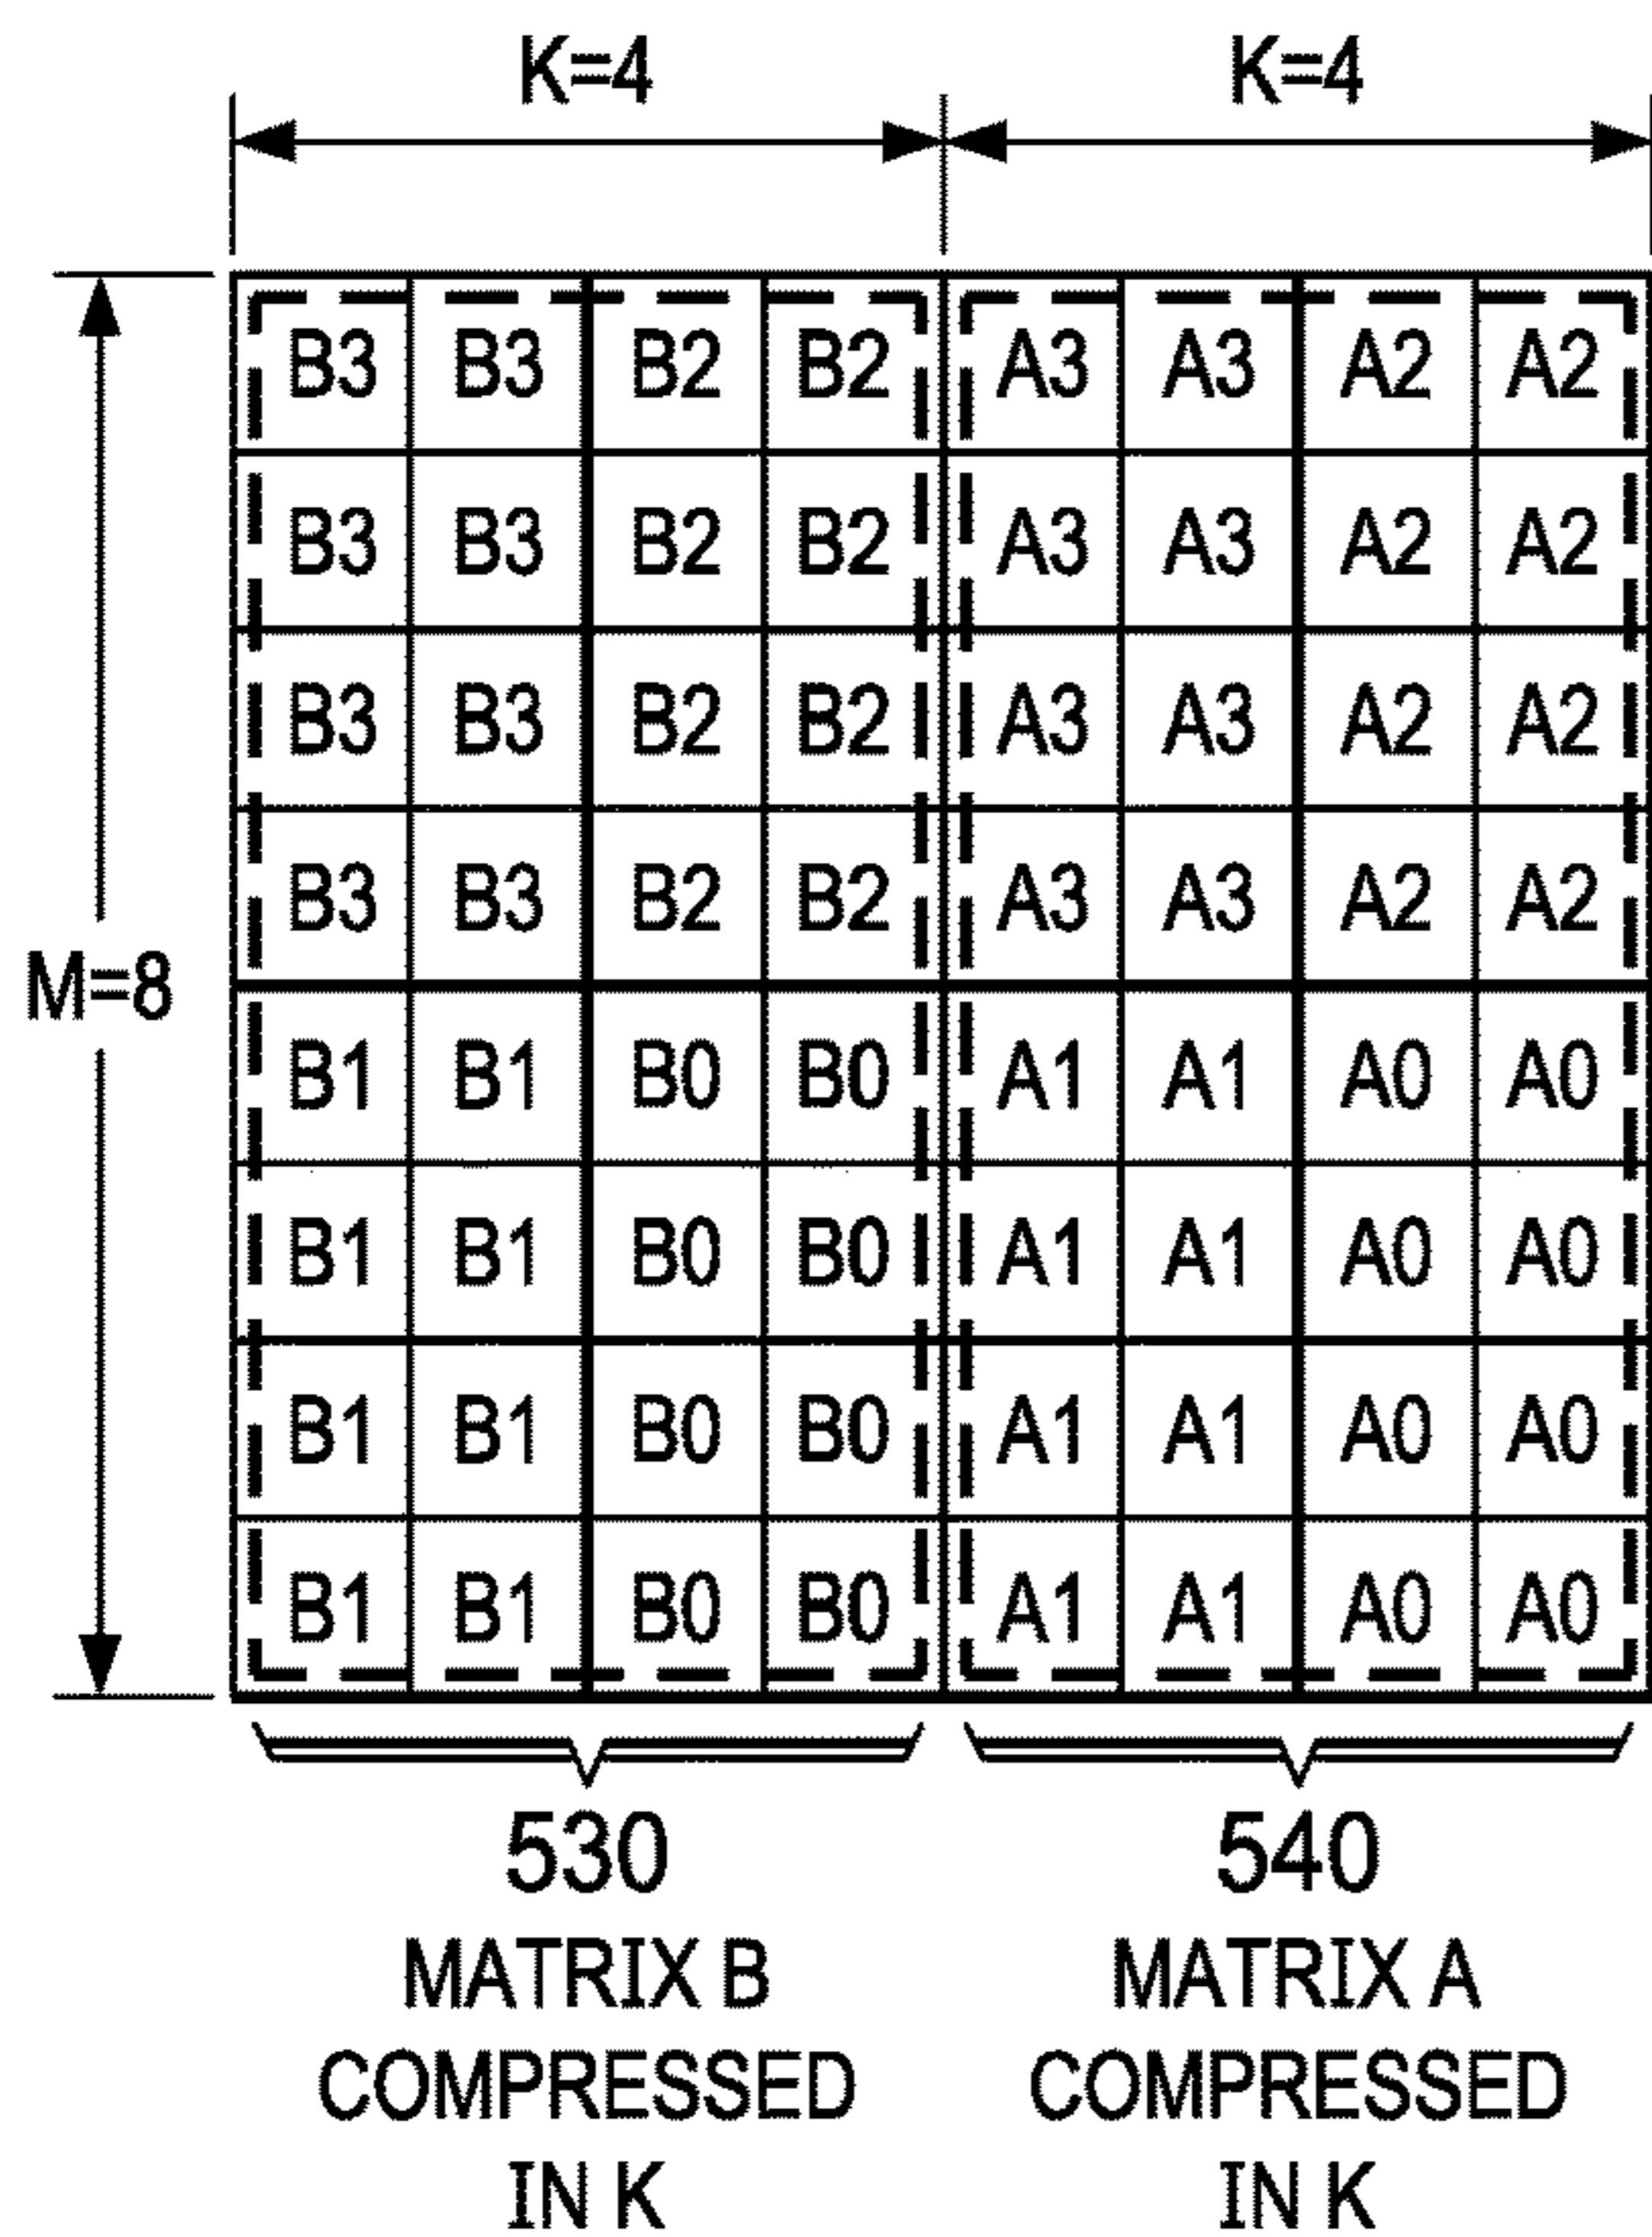 K=4 K=4
B3 B3 B2 B2 A3 A3 A2 A2
B3 B3 B2 B2 A3 A3 A2 A2
B3 B3 B2 B2 A3 A3 A2 A2
B3 B3 B2 B2 A3 A3 A2 A2
M=8
B1 B1 B0 B0 A1 A1 A0 A0
B1 B1 B0 B0 A1 A1 A0 A0
B1 B1 B0 B0 A1 A1 A0 A0
B1 B1 B0 B0 A1 A1 A0 A0
530
MATRIX B
COMPRESSED
IN K
540
MATRIX A
COMPRESSED
IN K